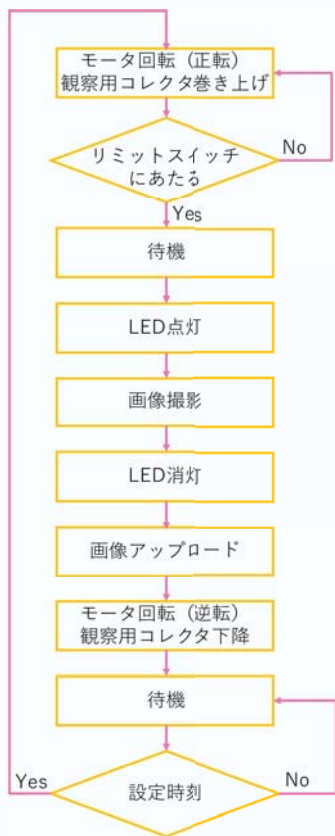 モータ回転（正転）
観察用コレクタ巻き上げ
リミットスイッチ
にあたる
No
Yes
待機
LED点灯
画像撮影
LED消灯
画像アップロード
モータ回転（逆転）
観察用コレクタ下降
待機
設定時刻
Yes
No